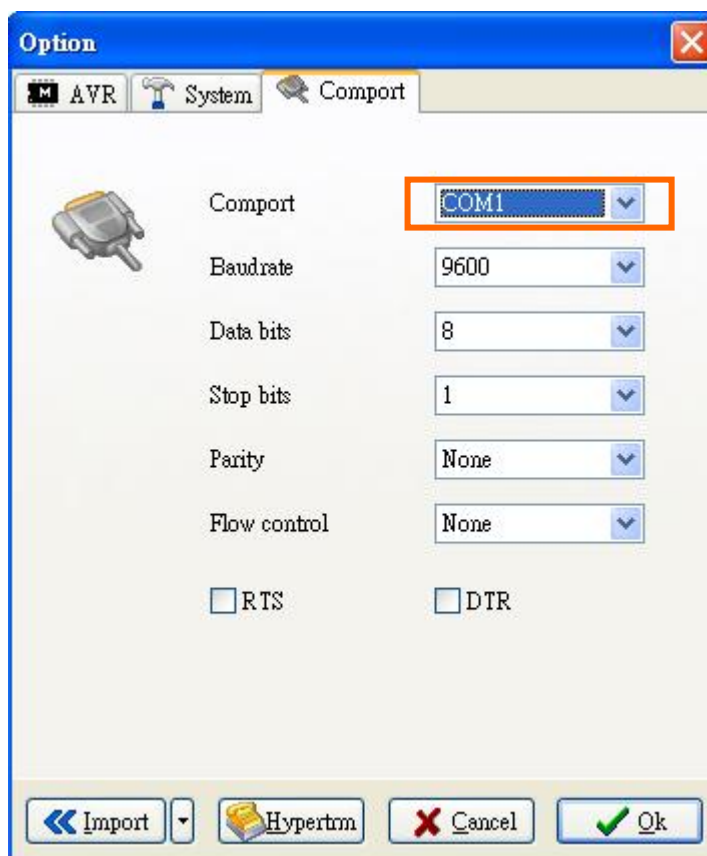 Option
AVR System Comport
Comport COM1
Baudrate 9600
Data bits 8
Stop bits 1
Parity None
Flow control None
RTS DTR
Import Hypertrm Cancel Ok